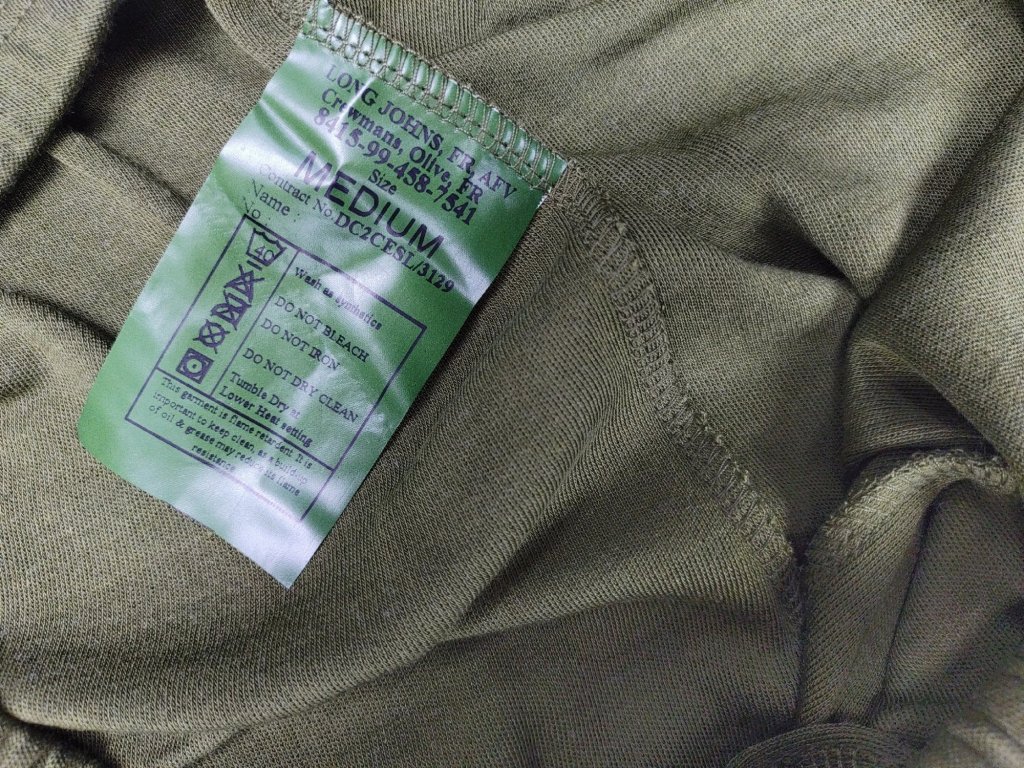 LONG JOHNS, FR, AFV
Crewmans, Olive, FR
8415-99-458-7541
Size
MEDIUM
Contract No. DC2CESL/3129
Name :
No :
40
Wash as synthetics
DO NOT BLEACH
DO NOT IRON
DO NOT DRY CLEAN
Tumble Dry at
Lower Heat setting
This garment is flame retardent. It is
important to keep clean, as a buildup
of oil & grease may reduce its flame
resistance